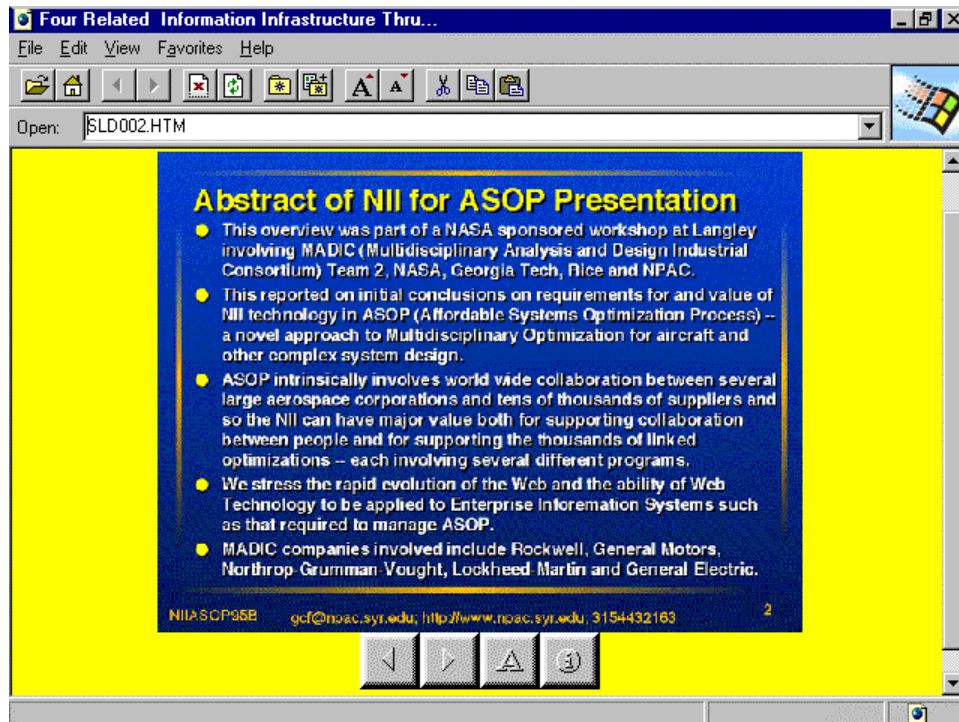 Four Related Information Infrastructure Thru...
File Edit View Favorites Help
Open: SLD002.HTM
Abstract of NII for ASOP Presentation
This overview was part of a NASA sponsored workshop at Langley
involving MADIC (Multidisciplinary Analysis and Design Industrial
Consortium) Team 2, NASA, Georgia Tech, Rice and NPAC.
This reported on initial conclusions on requirements for and value of
NII technology in ASOP (Affordable Systems Optimization Process) --
a novel approach to Multidisciplinary Optimization for aircraft and
other complex system design.
ASOP intrinsically involves world wide collaboration between several
large aerospace corporations and tens of thousands of suppliers and
so the NII can have major value both for supporting collaboration
between people and for supporting the thousands of linked
optimizations -- each involving several different programs.
We stress the rapid evolution of the Web and the ability of Web
Technology to be applied to Enterprise Inforemation Systems such
as that required to manage ASOP.
MADIC companies involved include Rockwell, General Motors,
Northrop-Grumman-Vought, Lockheed-Martin and General Electric.
NIIASOP95B gcf@npac.syr.edu; http://www.npac.syr.edu, 3154432163 2